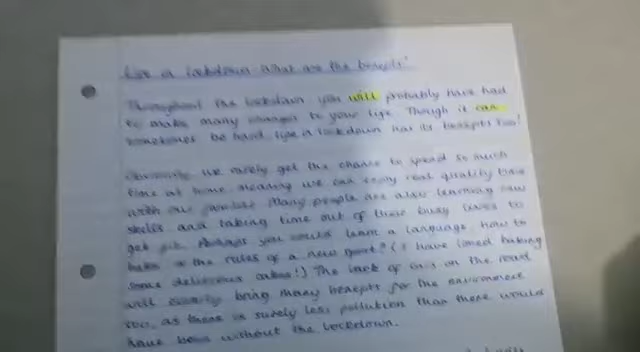 Life in lockdown what are the benefits?
Throughout the lockdown you will probably have had
to make many changes to your life. Though it can
sometimes be hard, life in lockdown has its benefits too!
we rarely get the chance to spend so much
time at home meaning we can enjoy real quality time
with our families. Many people are also learning new
skills and taking time out of their busy lives to
get fit. Perhaps you could learn a language, how to
bake or the rules of a new sport? (I have loved baking
some delicious cakes!) The lack of cars on the road
will bring many benefits for the environment
too, as there is surely less pollution than there would
have been without the lockdown.